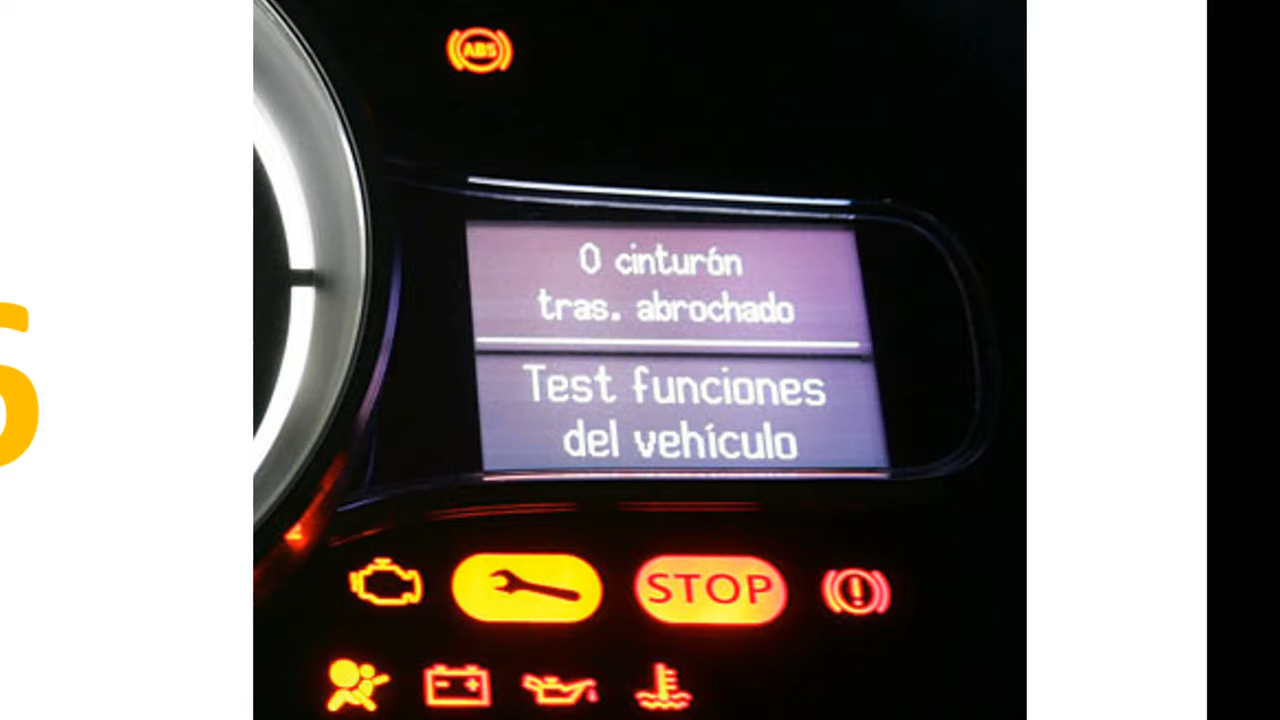 ABS
0 cinturón
tras. abrochado
Test funciones
del vehículo
STOP